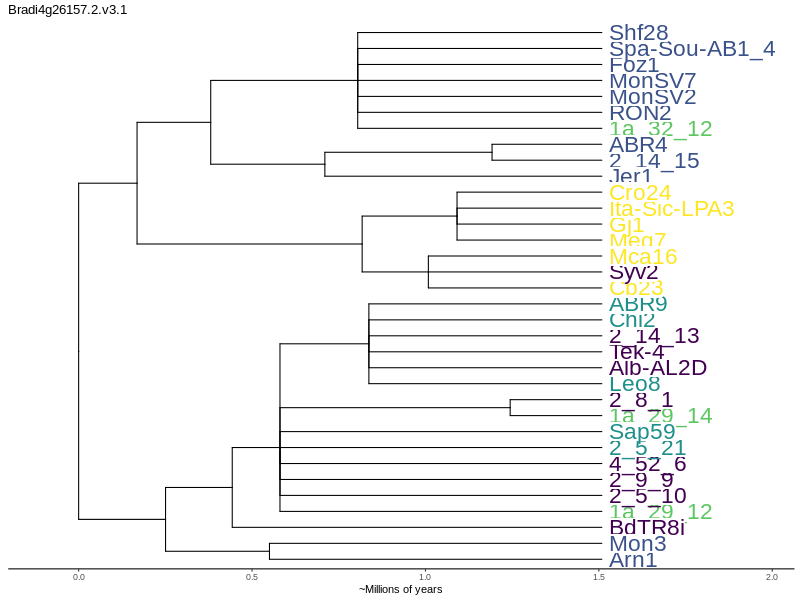 Bradi4g26157.2.v3.1
Shf28
Spa-Sou-AB1_4
Foz1
MonSV7
MonSV2
RON2
1a_32_12
ABR4
2_14_15
Jer1
Cro24
Ita-Sic-LPA3
Gj1
Meg7
Mca16
Syv2
Cb23
ABR9
Chi2
2_14_13
Tek-4
Alb-AL2D
Leo8
2_8_1
1a_29_14
Sap59
2_5_21
4_52_6
2_9_9
2_5_10
1a_29_12
BdTR8i
Mon3
Arn1
0.0 0.5 1.0 1.5 2.0
~Millions of years